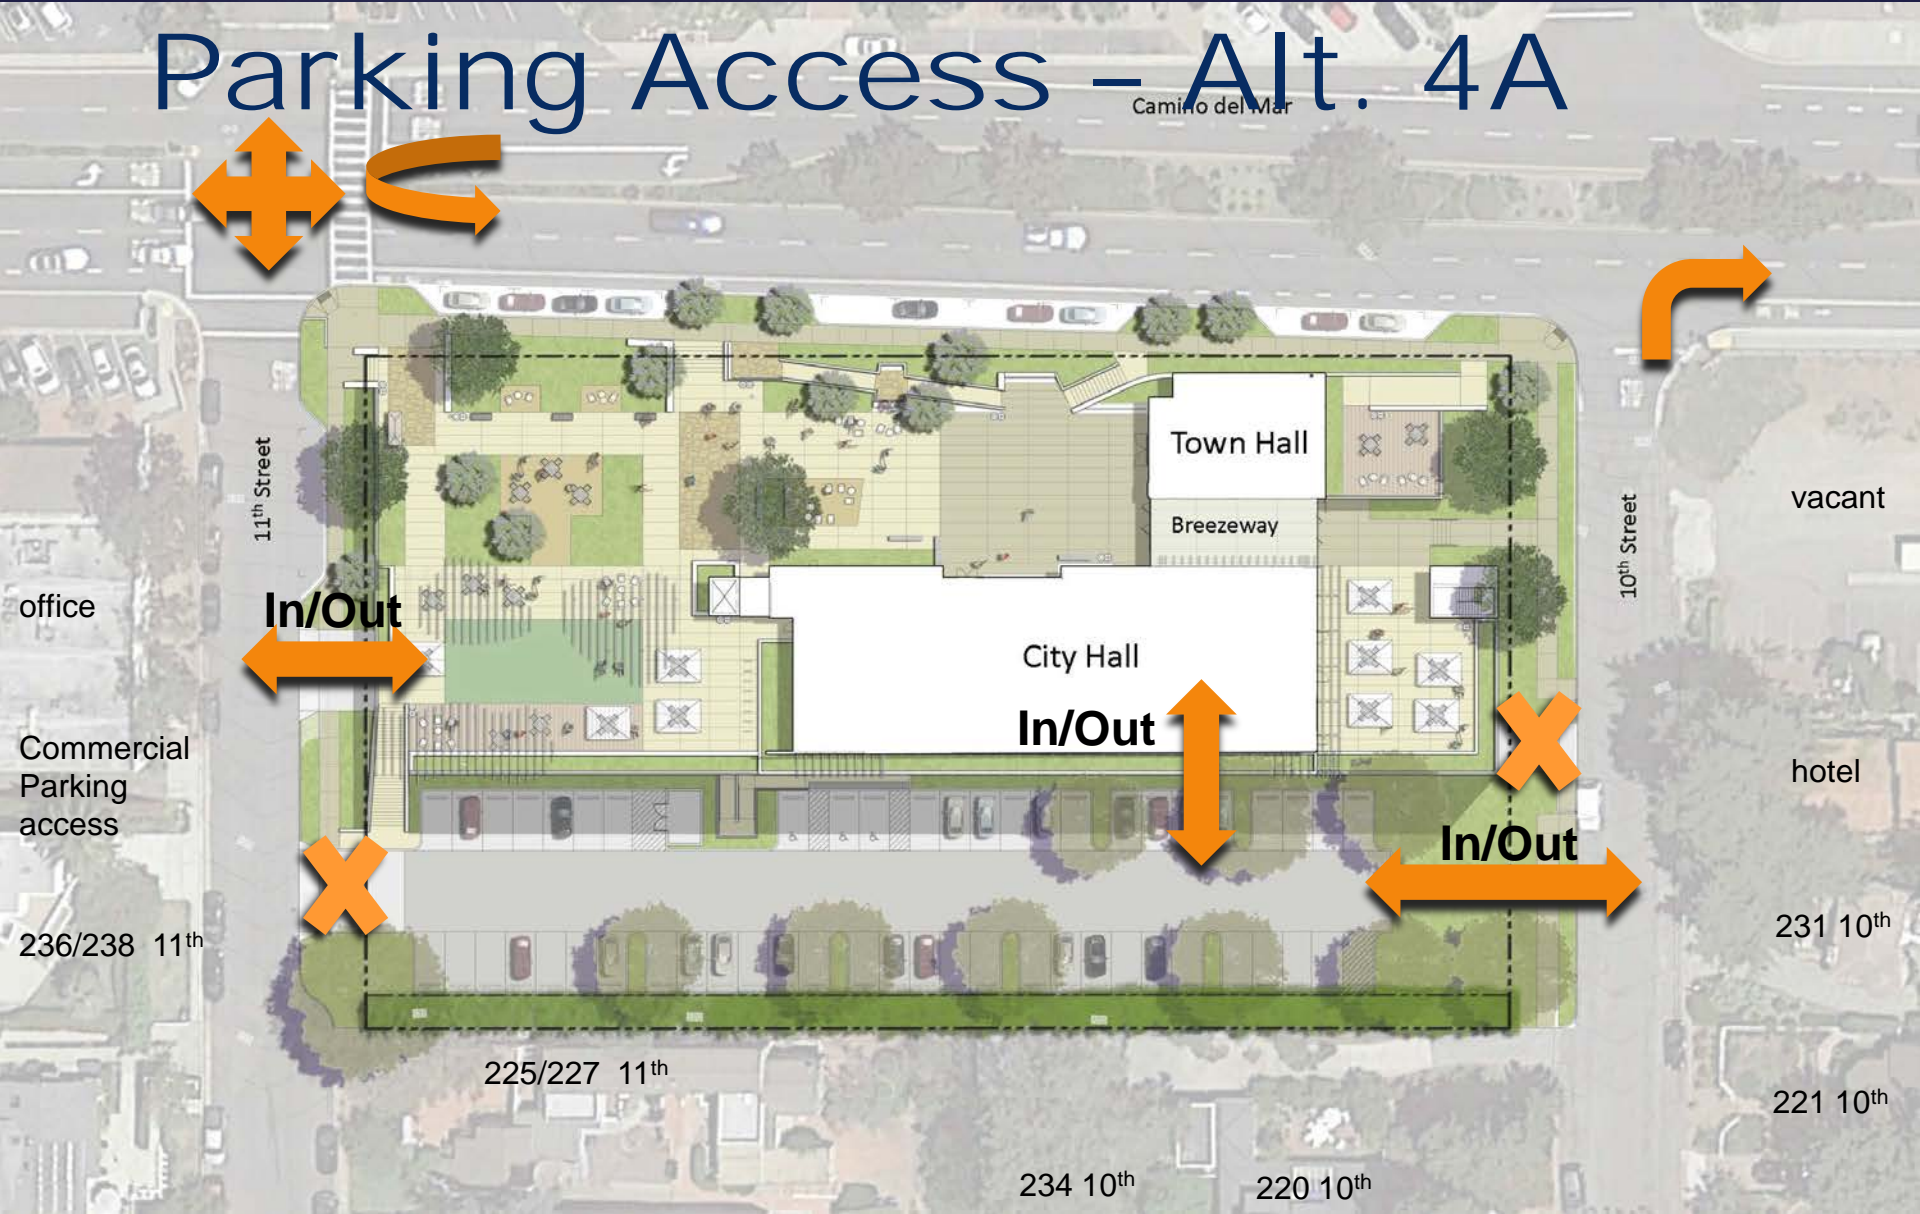 Parking Access – Alt. 4A
Camino del Mar
11th Street
Town Hall
Breezeway
10th Street
vacant
office
In/Out
City Hall
In/Out
Commercial
Parking
access
hotel
In/Out
236/238 11th
231 10th
225/227 11th
221 10th
234 10th
220 10th